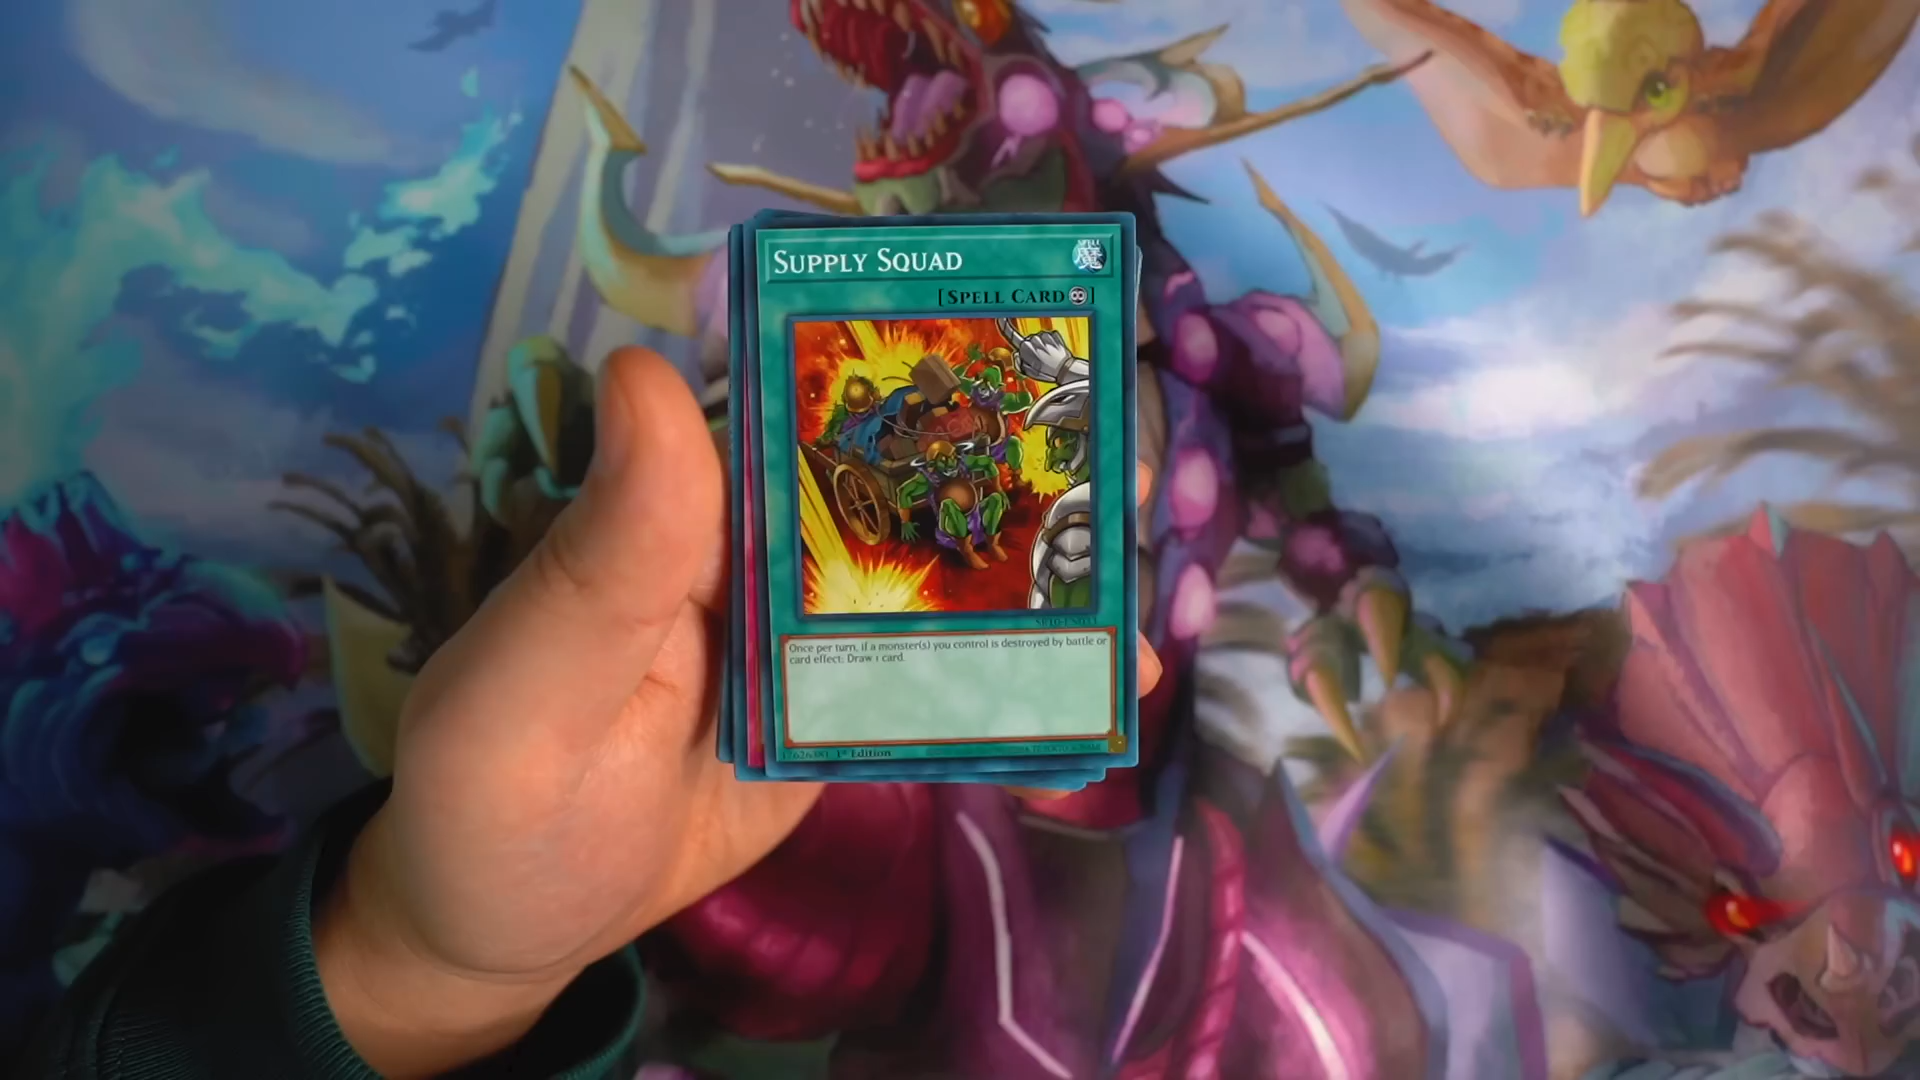 Supply Squad
[Spell Card]
Once per turn, if a monster(s) you control is destroyed by battle or
card effect: Draw 1 card.
1st Edition